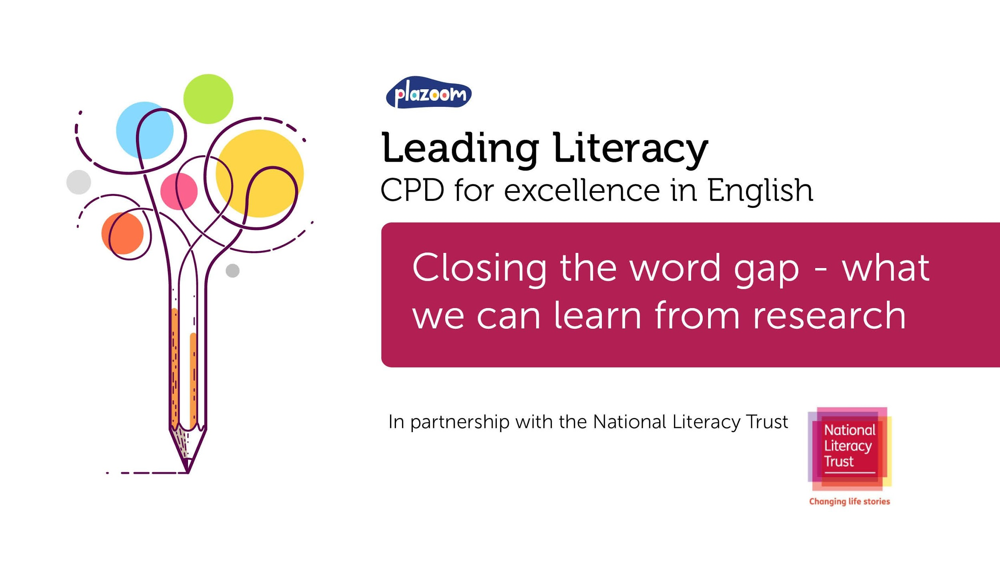 plazoom
Leading Literacy
CPD for excellence in English
Closing the word gap - what
we can learn from research
In partnership with the National Literacy Trust
National
Literacy
Trust
Changing life stories